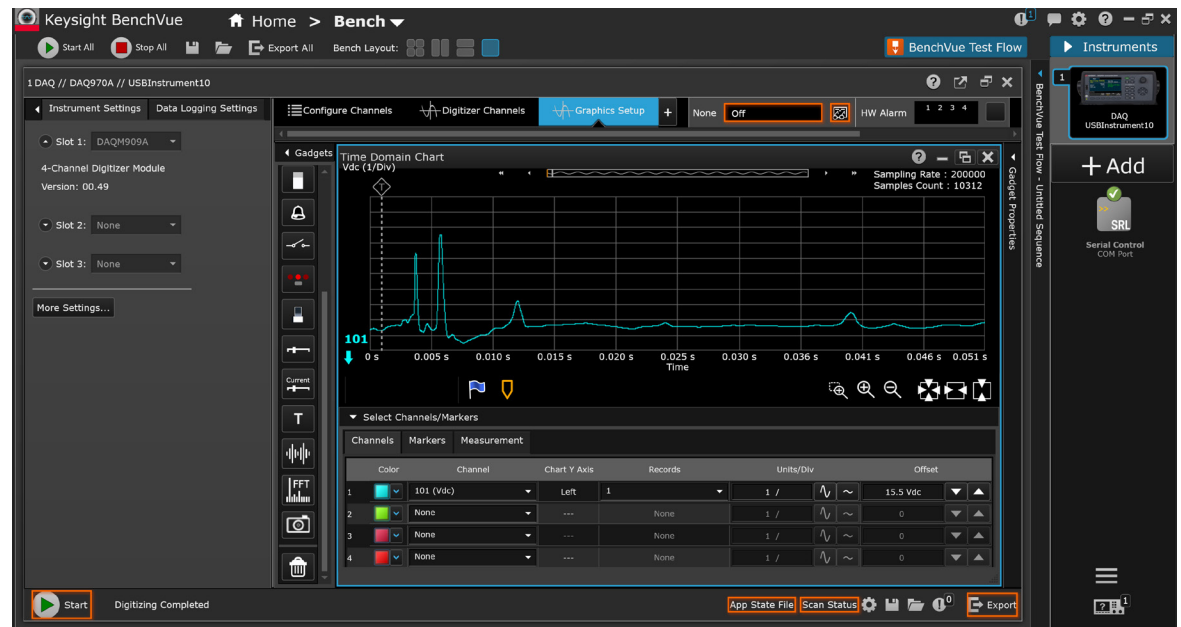 Keysight BenchVue Home > Bench 1
Start All Stop All Export All Bench Layout: BenchVue Test Flow Instruments
1 DAQ // DAQ970A // USBInstrument10
Instrument Settings Data Logging Settings
Configure Channels Digitizer Channels Graphics Setup + None Off HW Alarm 1 2 3 4
Slot 1: DAQM909A
4-Channel Digitizer Module
Version: 00.49
Slot 2: None
Slot 3: None
More Settings...
Gadgets
Current
T
FFT
Time Domain Chart
Vdc (1/Div)
Sampling Rate : 200000
Samples Count : 10312
T
101
0 s 0.005 s 0.010 s 0.015 s 0.020 s 0.025 s 0.030 s 0.036 s 0.041 s 0.046 s 0.051 s
Time
Select Channels/Markers
Channels Markers Measurement
Color Channel Chart Y Axis Records Units/Div Offset
1 101 (Vdc) Left 1 1 / 15.5 Vdc
2 None --- None 1 / 0
3 None --- None 1 / 0
4 None --- None 1 / 0
Gadget Properties
BenchVue Test Flow - Untitled Sequence
1
DAQ
USBInstrument10
+ Add
SRL
Serial Control
COM Port
Start Digitizing Completed App State File Scan Status 0 Export
? 1